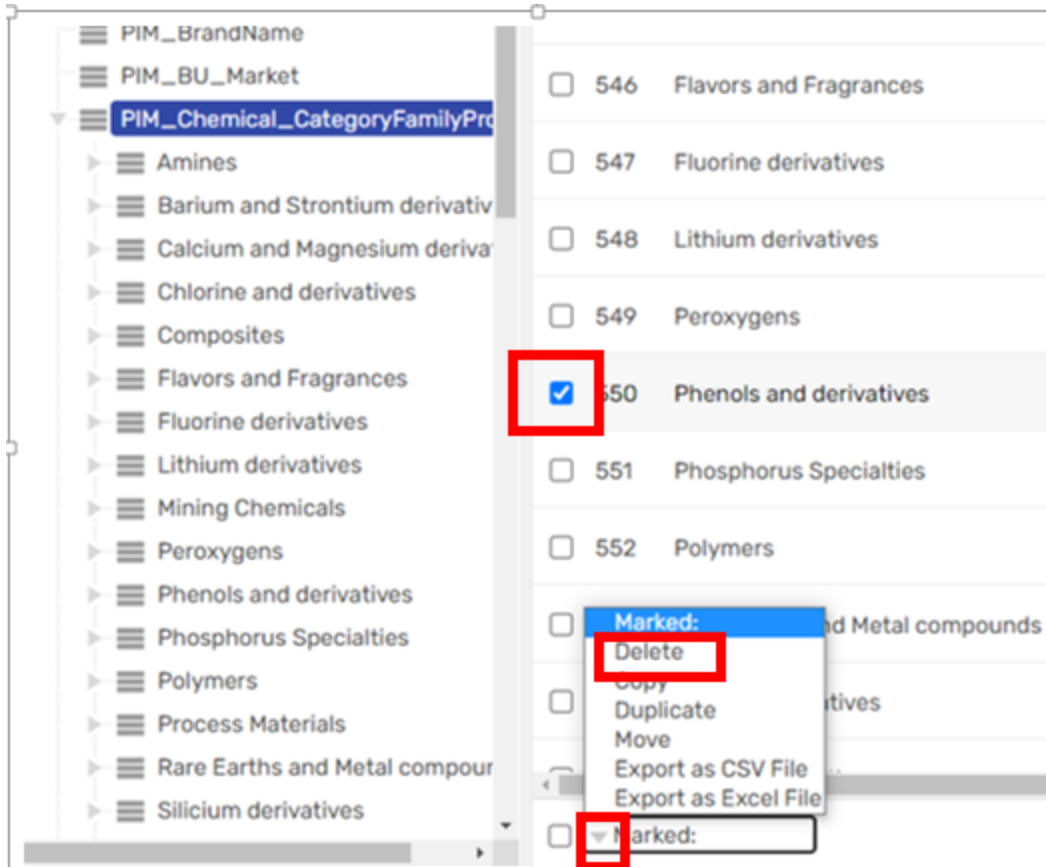 PIM_BrandName
PIM_BU_Market
PIM_Chemical_CategoryFamilyPro
Amines
Barium and Strontium derivativ
Calcium and Magnesium deriva
Chlorine and derivatives
Composites
Flavors and Fragrances
Fluorine derivatives
Lithium derivatives
Mining Chemicals
Peroxygens
Phenols and derivatives
Phosphorus Specialties
Polymers
Process Materials
Rare Earths and Metal compour
Silicium derivatives
546 Flavors and Fragrances
547 Fluorine derivatives
548 Lithium derivatives
549 Peroxygens
550 Phenols and derivatives
551 Phosphorus Specialties
552 Polymers
nd Metal compounds
atives
Marked:
Delete
Copy
Duplicate
Move
Export as CSV File
Export as Excel File
Marked: